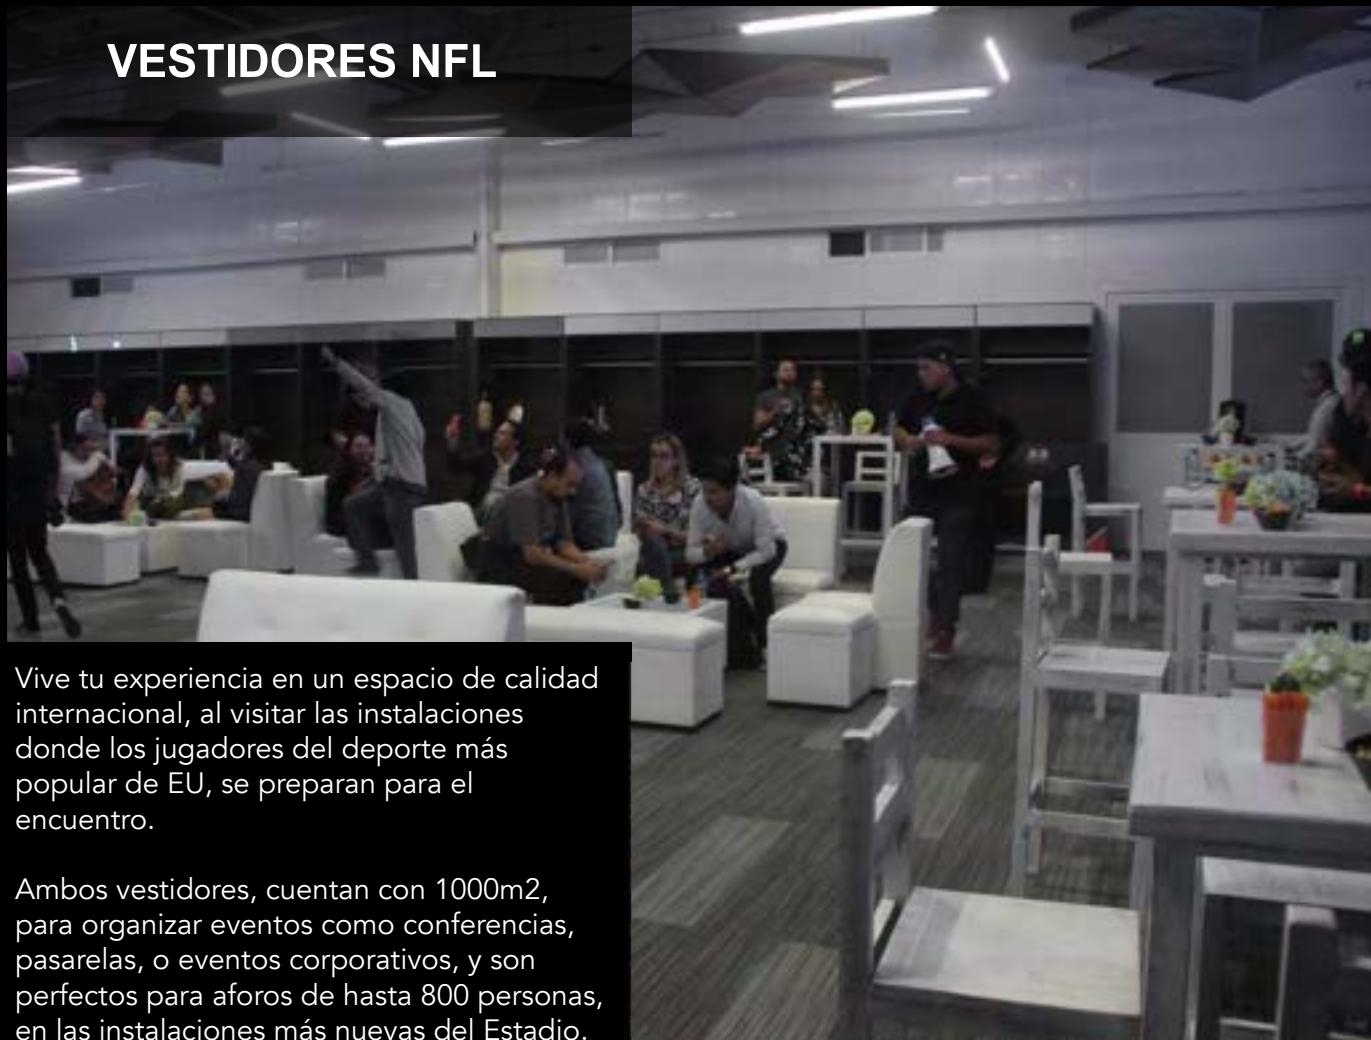 VESTIDORES NFL
Vive tu experiencia en un espacio de calidad
internacional, al visitar las instalaciones
donde los jugadores del deporte más
popular de EU, se preparan para el
encuentro.
Ambos vestidores, cuentan con 1000m2,
para organizar eventos como conferencias,
pasarelas, o eventos corporativos, y son
perfectos para aforos de hasta 800 personas,
en las instalaciones más nuevas del Estadio.